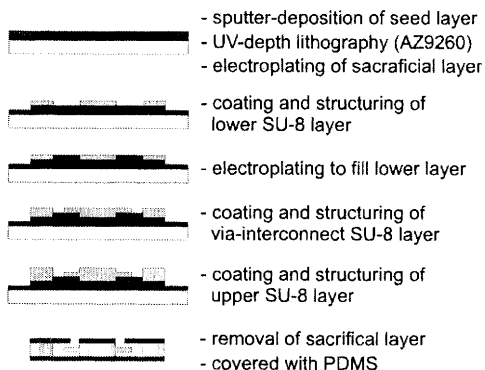 - sputter-deposition of seed layer
- UV-depth lithography (AZ9260)
- electroplating of sacraficial layer
- coating and structuring of
lower SU-8 layer
- electroplating to fill lower layer
- coating and structuring of
via-interconnect SU-8 layer
- coating and structuring of
upper SU-8 layer
- removal of sacrifical layer
- covered with PDMS